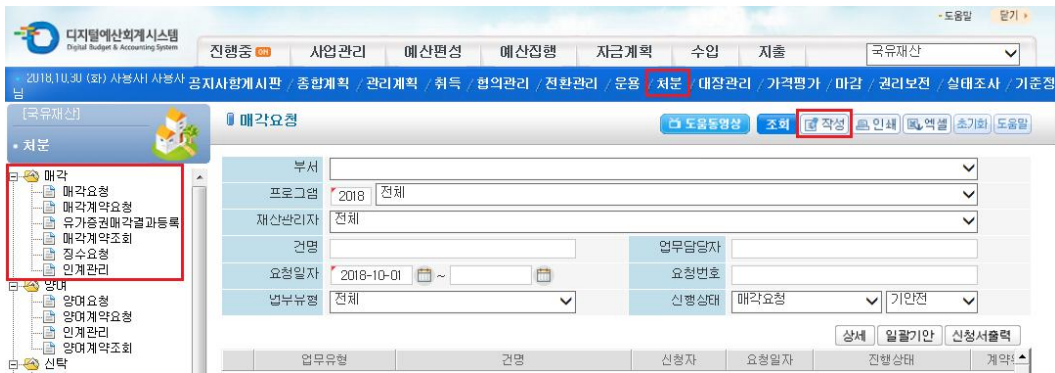 도움말 닫기
디지털예산회계시스템
Digital Budget & Accounting System
진행중 사업관리 예산편성 예산집행 자금계획 수입 지출 국유재산
2018.10.30 (화) 사용사 사용사님
공지사항게시판 / 종합계획 / 관리계획 / 취득 / 협의관리 / 전환관리 / 운용 / 처분 / 대장관리 / 가격평가 / 마감 / 권리보전 / 실태조사 / 기준정
[국유재산]
처분
매각요청
도움동영상 조회 작성 인쇄 엑셀 초기화 도움말
매각
매각요청
매각계약요청
유가증권매각결과등록
매각계약조회
징수요청
인계관리
양여
양여요청
양여계약요청
인계관리
양여계약조회
신탁
부서
프로그램 2018 전체
재산관리자 전체
건명 업무담당자
요청일자 2018-10-01 ~ 요청번호
업무유형 전체 진행상태 매각요청 기안전
상세 일괄기안 신청서출력
업무유형 건명 신청자 요청일자 진행상태